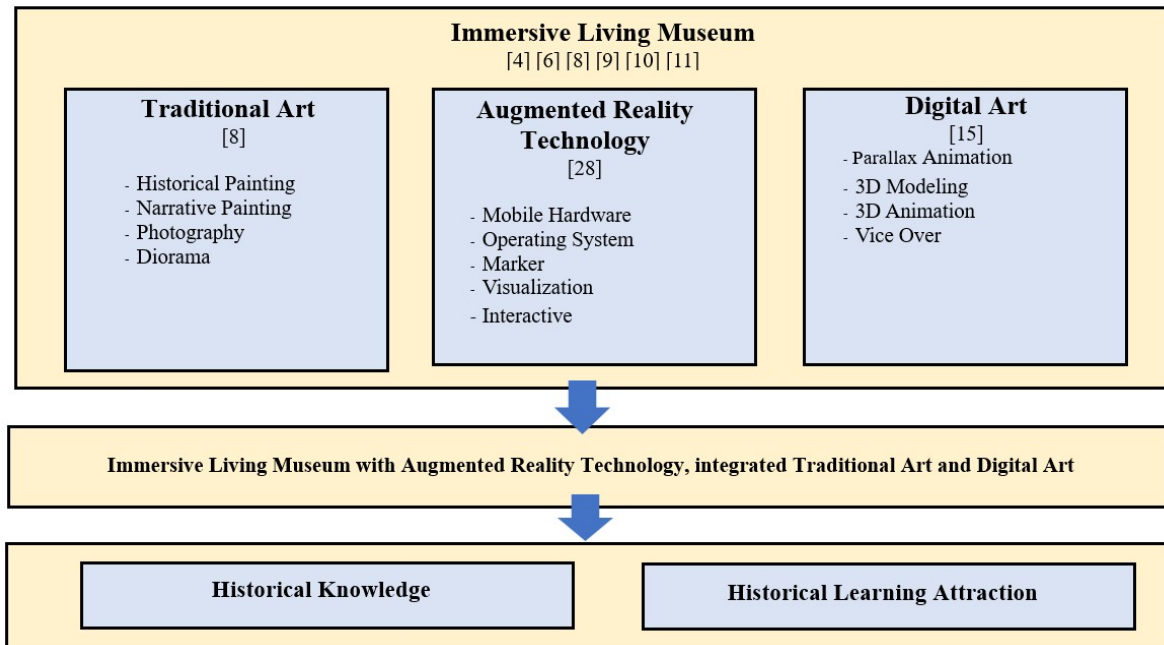 Immersive Living Museum
[4] [6] [8] [9] [10] [11]
Traditional Art
[8]
- Historical Painting
- Narrative Painting
- Photography
- Diorama
Augmented Reality
Technology
[28]
- Mobile Hardware
- Operating System
- Marker
- Visualization
- Interactive
Digital Art
[15]
- Parallax Animation
- 3D Modeling
- 3D Animation
- Vice Over
Immersive Living Museum with Augmented Reality Technology, integrated Traditional Art and Digital Art
Historical Knowledge
Historical Learning Attraction